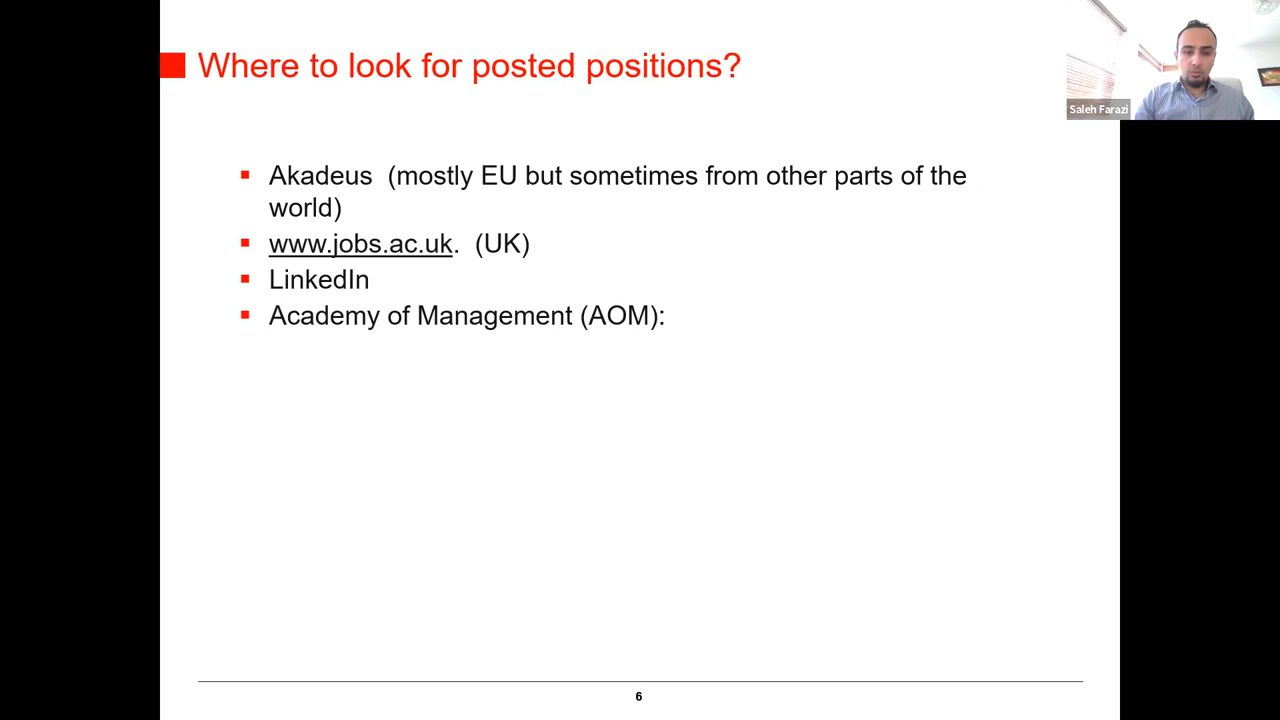 Where to look for posted positions?
Saleh Farazi
Akadeus (mostly EU but sometimes from other parts of the
world)
www.jobs.ac.uk. (UK)
LinkedIn
Academy of Management (AOM):
6